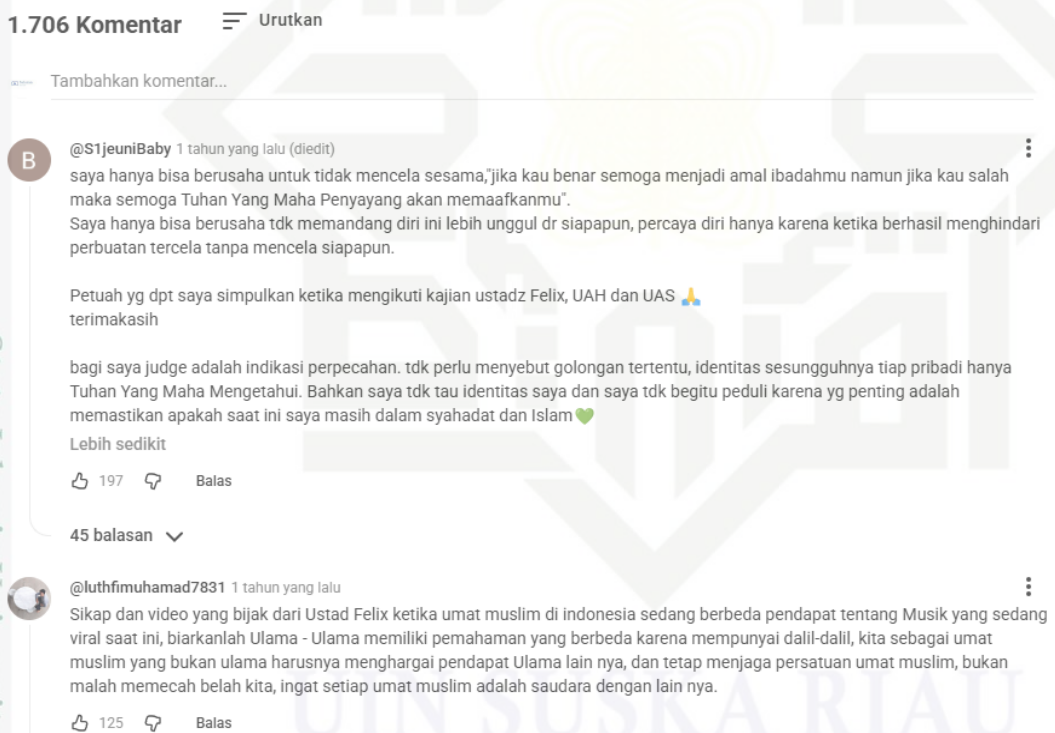 1.706 Komentar
Urutkan
Tambahkan komentar...
B
@S1jeuniBaby 1 tahun yang lalu (diedit)
saya hanya bisa berusaha untuk tidak mencela sesama,"jika kau benar semoga menjadi amal ibadahmu namun jika kau salah
maka semoga Tuhan Yang Maha Penyayang akan memaafkanmu".
Saya hanya bisa berusaha tdk memandang diri ini lebih unggul dr siapapun, percaya diri hanya karena ketika berhasil menghindari
perbuatan tercela tanpa mencela siapapun.
Petuah yg dpt saya simpulkan ketika mengikuti kajian ustadz Felix, UAH dan UAS 🙏
terimakasih
bagi saya judge adalah indikasi perpecahan. tdk perlu menyebut golongan tertentu, identitas sesungguhnya tiap pribadi hanya
Tuhan Yang Maha Mengetahui. Bahkan saya tdk tau identitas saya dan saya tdk begitu peduli karena yg penting adalah
memastikan apakah saat ini saya masih dalam syahadat dan Islam💚
Lebih sedikit
197 Balas
45 balasan
@luthfimuhamad7831 1 tahun yang lalu
Sikap dan video yang bijak dari Ustad Felix ketika umat muslim di indonesia sedang berbeda pendapat tentang Musik yang sedang
viral saat ini, biarkanlah Ulama - Ulama memiliki pemahaman yang berbeda karena mempunyai dalil-dalil, kita sebagai umat
muslim yang bukan ulama harusnya menghargai pendapat Ulama lain nya, dan tetap menjaga persatuan umat muslim, bukan
malah memecah belah kita, ingat setiap umat muslim adalah saudara dengan lain nya.
125 Balas
UIN SUSKA RIAU